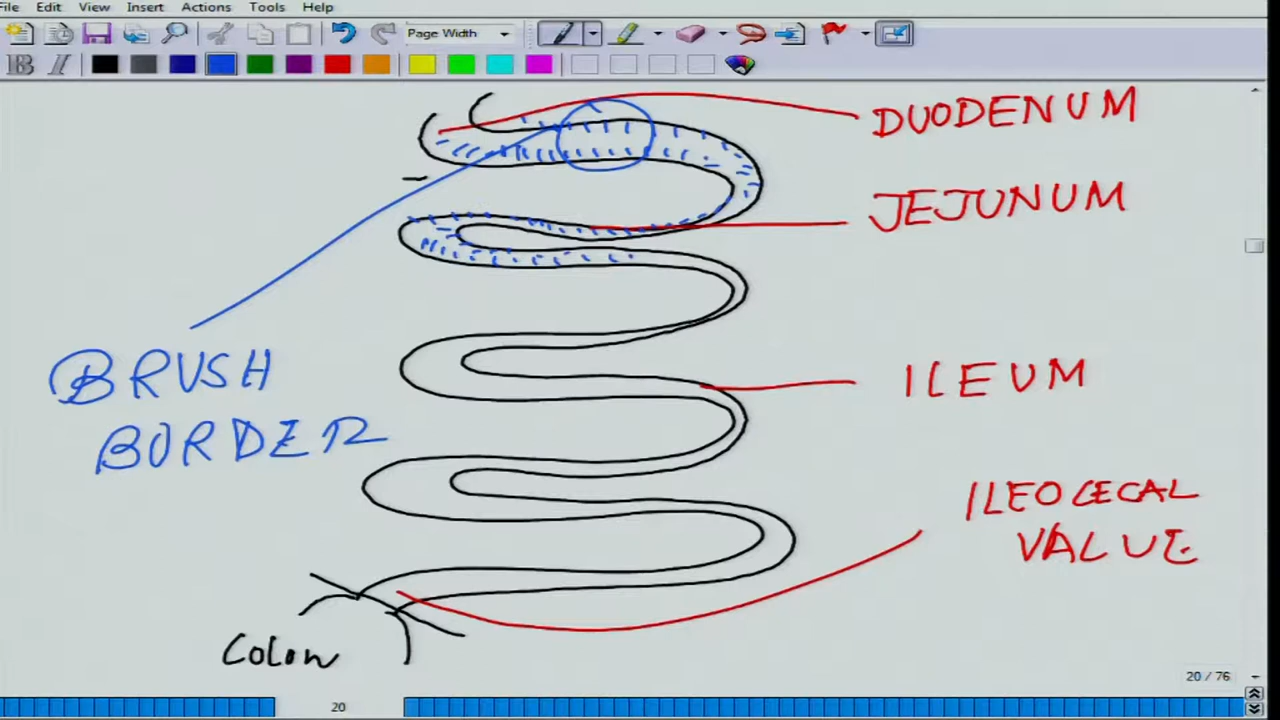 File Edit View Insert Actions Tools Help
Page Width
B I
DUODENUM
JEJUNUM
BRUSH
BORDER
ILEUM
ILEOCECAL
VALVE
Colon
20 / 76
20